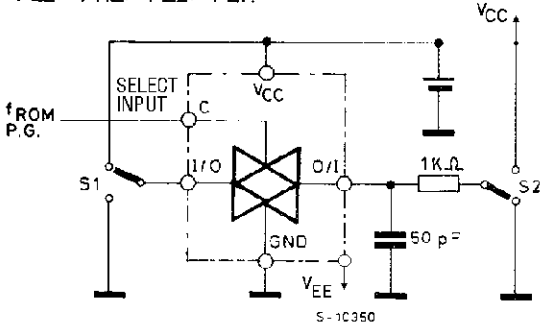 VCC
SELECT
INPUT
VCC
C
fROM
P.G.
I/O
O/I
1KΩ
S1
S2
GND
50 pF
VEE
S-10350